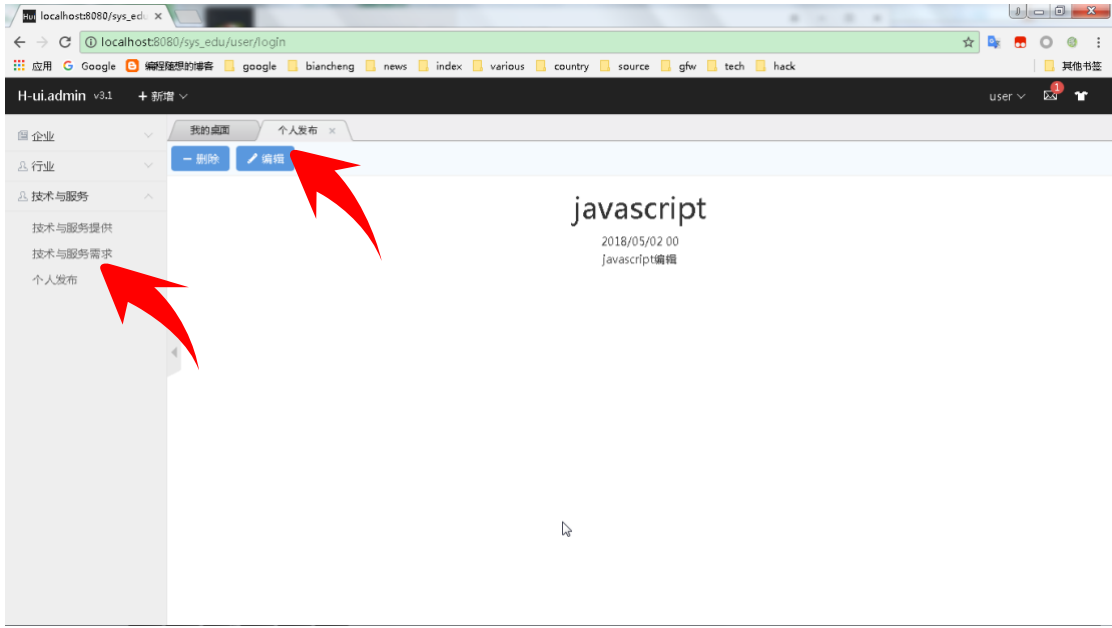 Hui localhost:8080/sys_edu
localhost:8080/sys_edu/user/login
应用 Google 编程随想的博客 google biancheng news index various country source gfw tech hack 其他书签
H-ui.admin v3.1 + 新增 user 1
企业
行业
技术与服务
技术与服务提供
技术与服务需求
个人发布
我的桌面 个人发布
删除 编辑
javascript
2018/05/02 00
javascript编辑